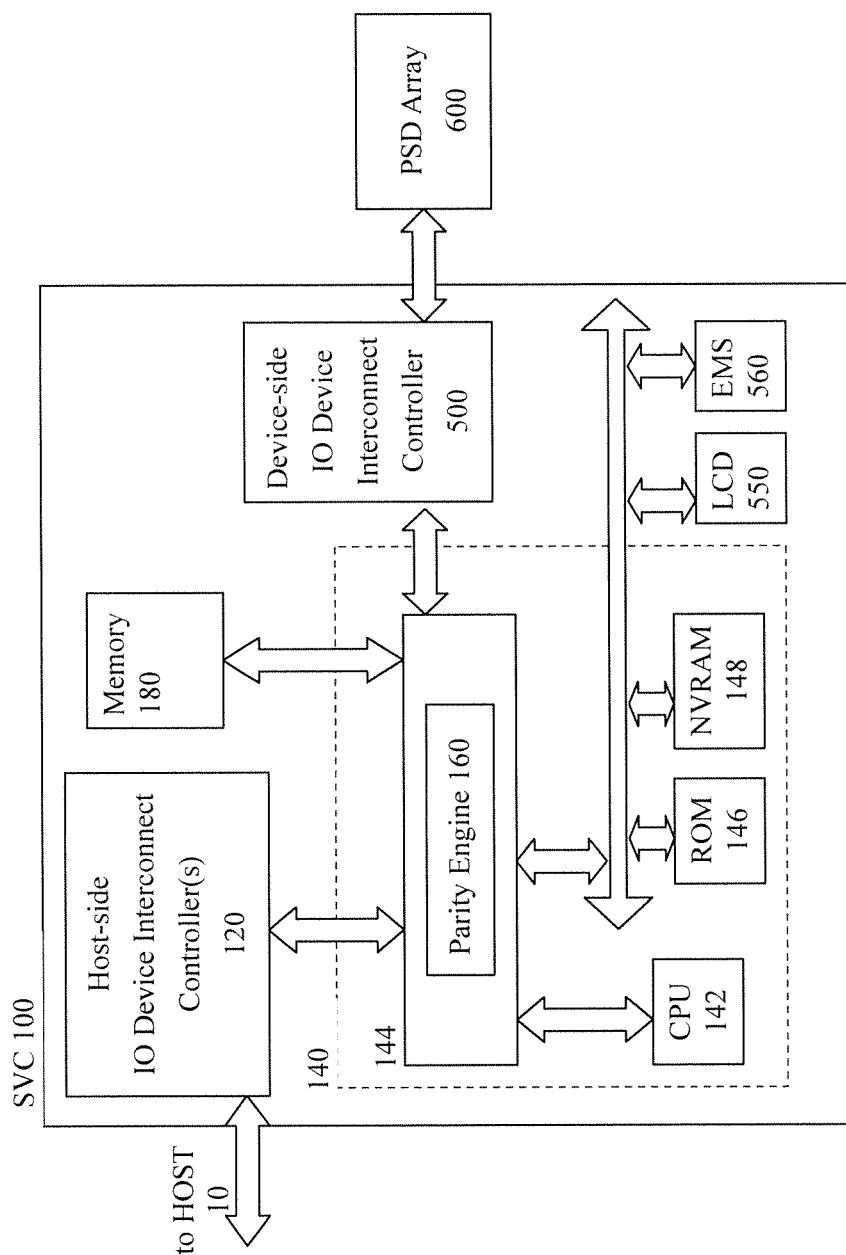 SVC 100
to HOST
10
Host-side
IO Device Interconnect
Controller(s)
120
Memory
180
Device-side
IO Device
Interconnect
Controller
500
PSD Array
600
140
144
Parity Engine 160
CPU
142
ROM
146
NVRAM
148
LCD
550
EMS
560